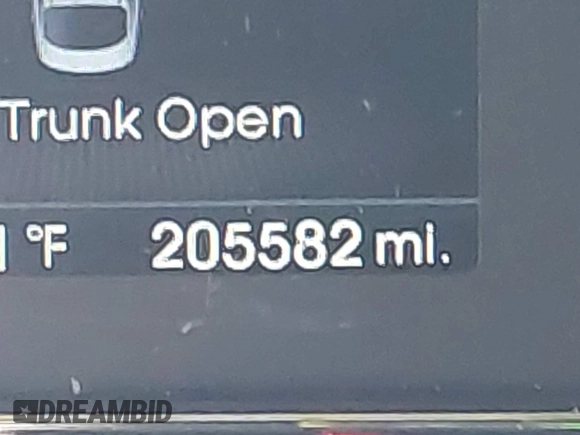 Trunk Open
°F 205582 mi.
DREAMBID